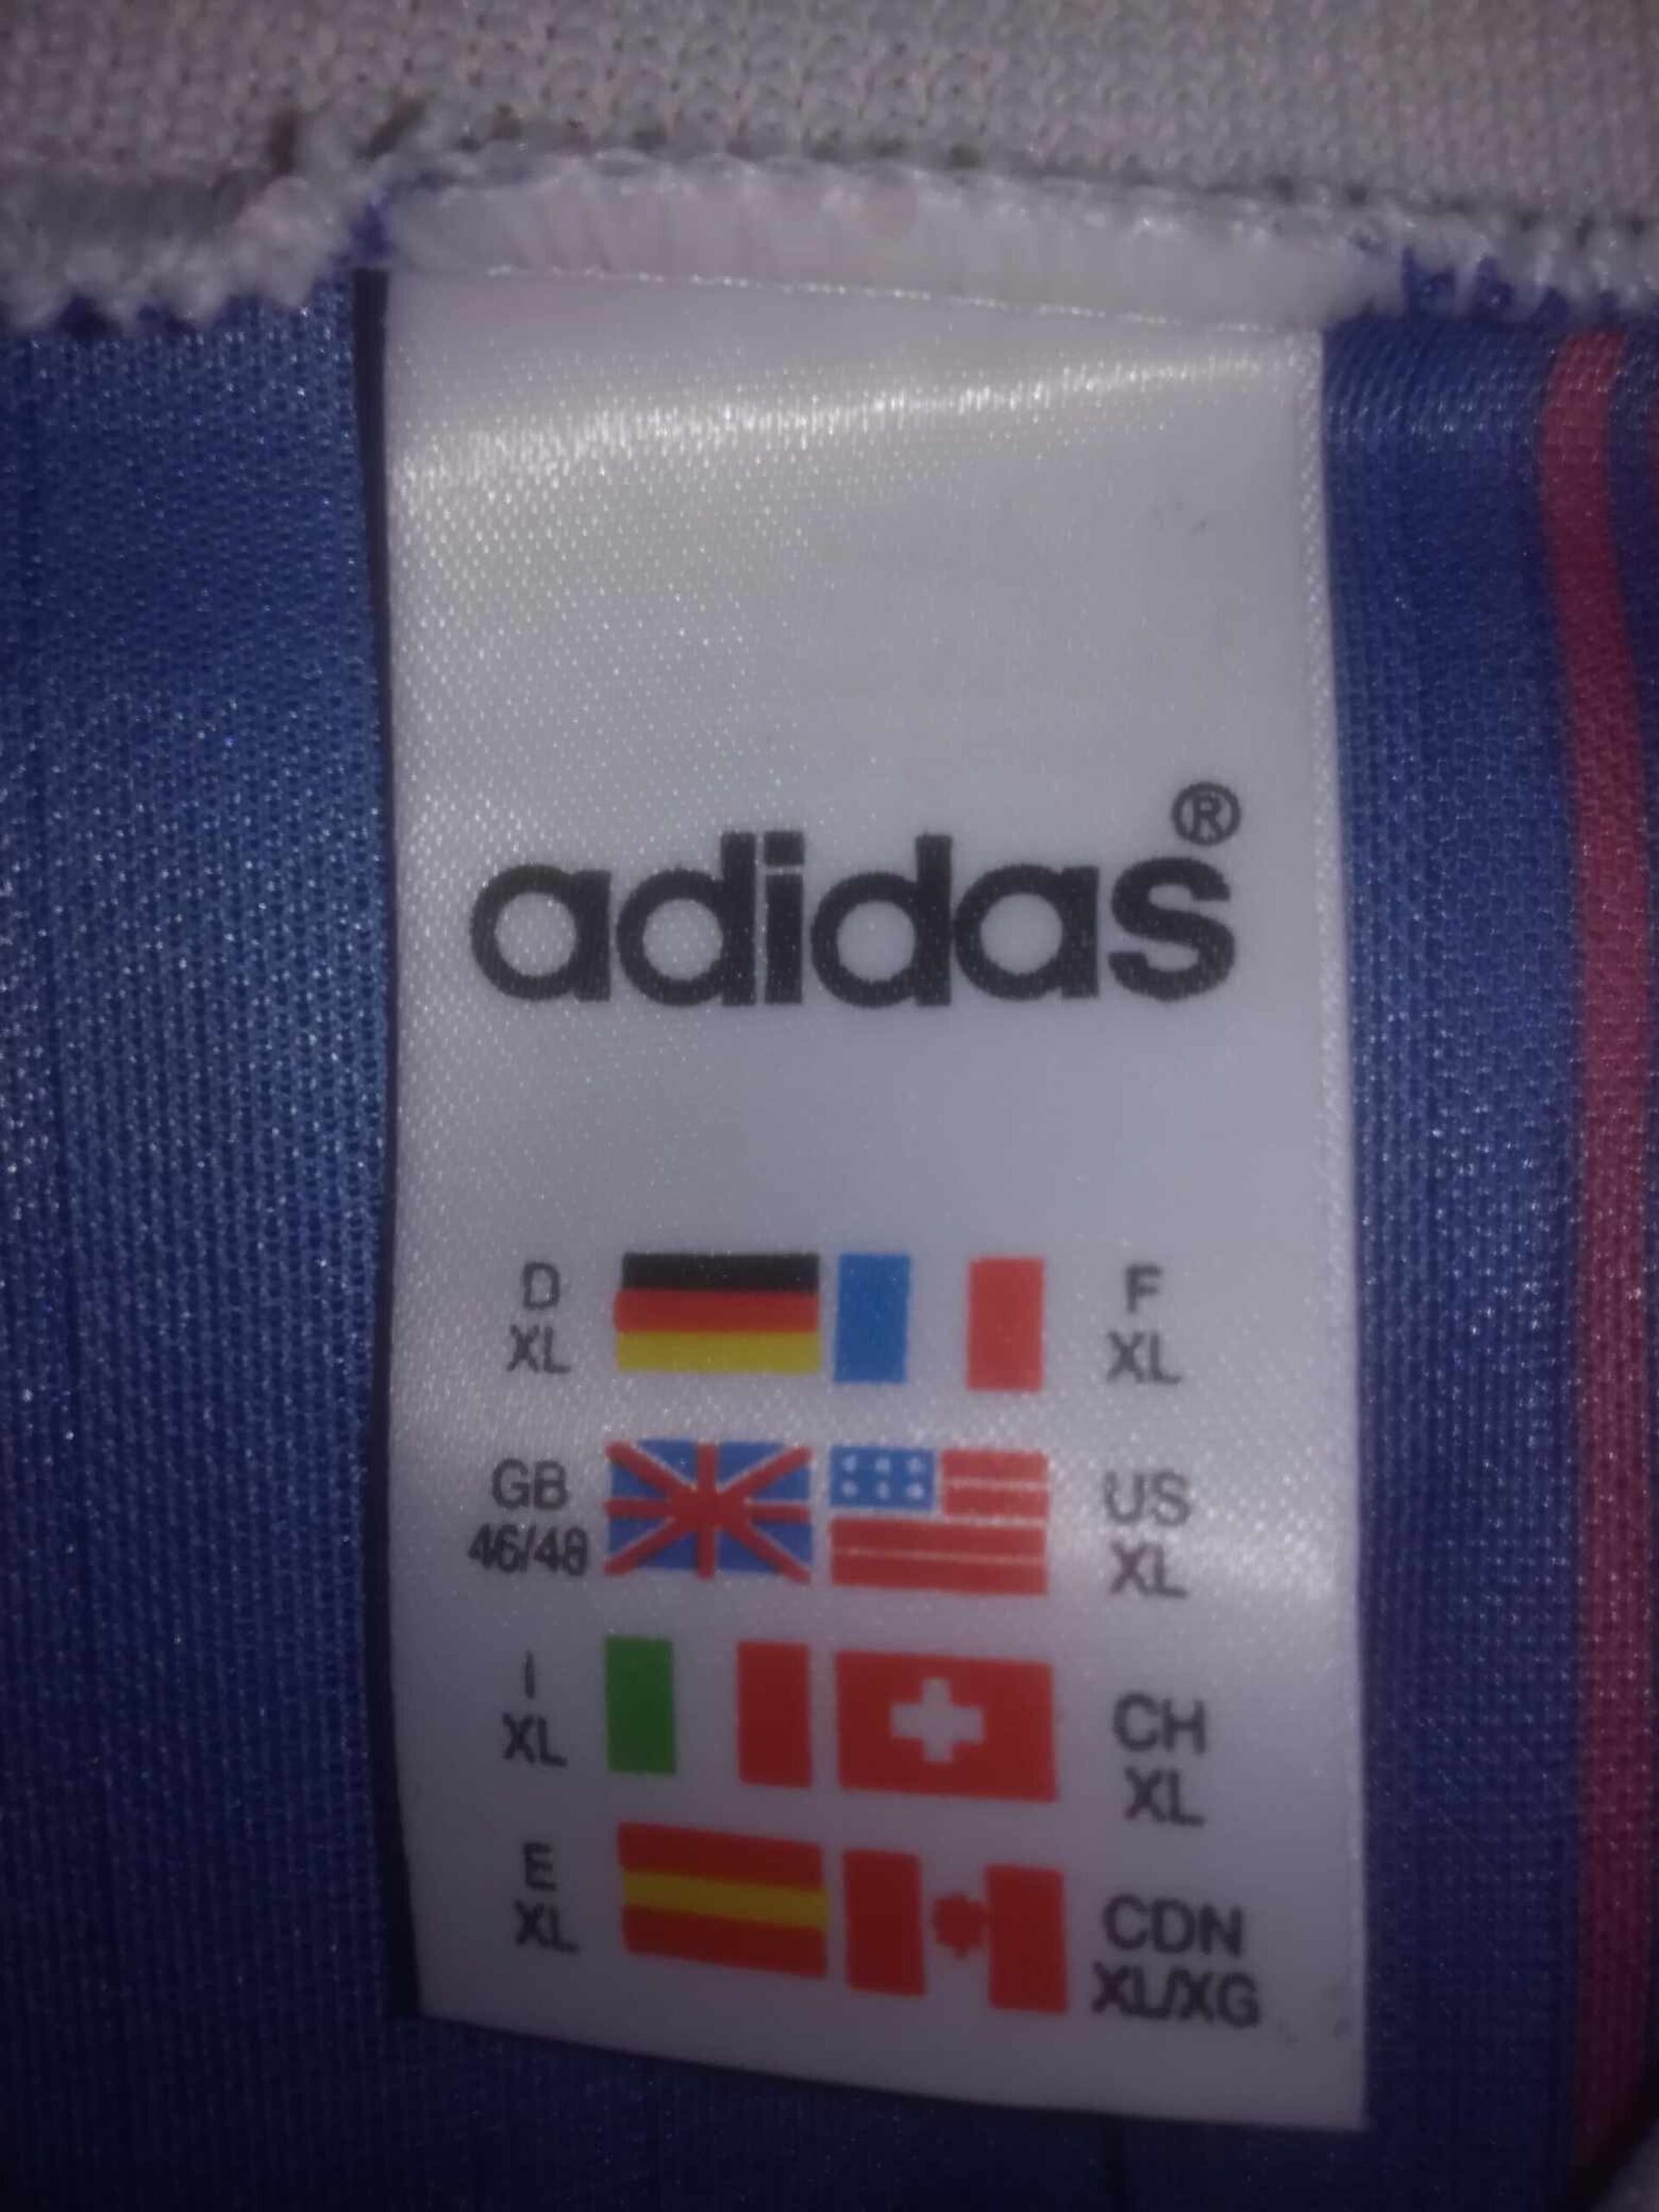 adidas®
D F
XL XL
GB US
46/48 XL
I CH
XL XL
E CDN
XL XL/XG